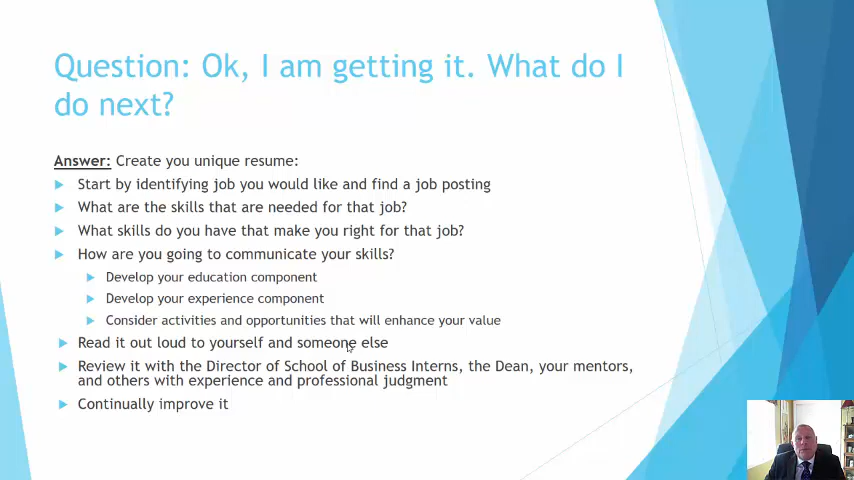 Question: Ok, I am getting it. What do I
do next?
Answer: Create you unique resume:
Start by identifying job you would like and find a job posting
What are the skills that are needed for that job?
What skills do you have that make you right for that job?
How are you going to communicate your skills?
Develop your education component
Develop your experience component
Consider activities and opportunities that will enhance your value
Read it out loud to yourself and someone else
Review it with the Director of School of Business Interns, the Dean, your mentors,
and others with experience and professional judgment
Continually improve it